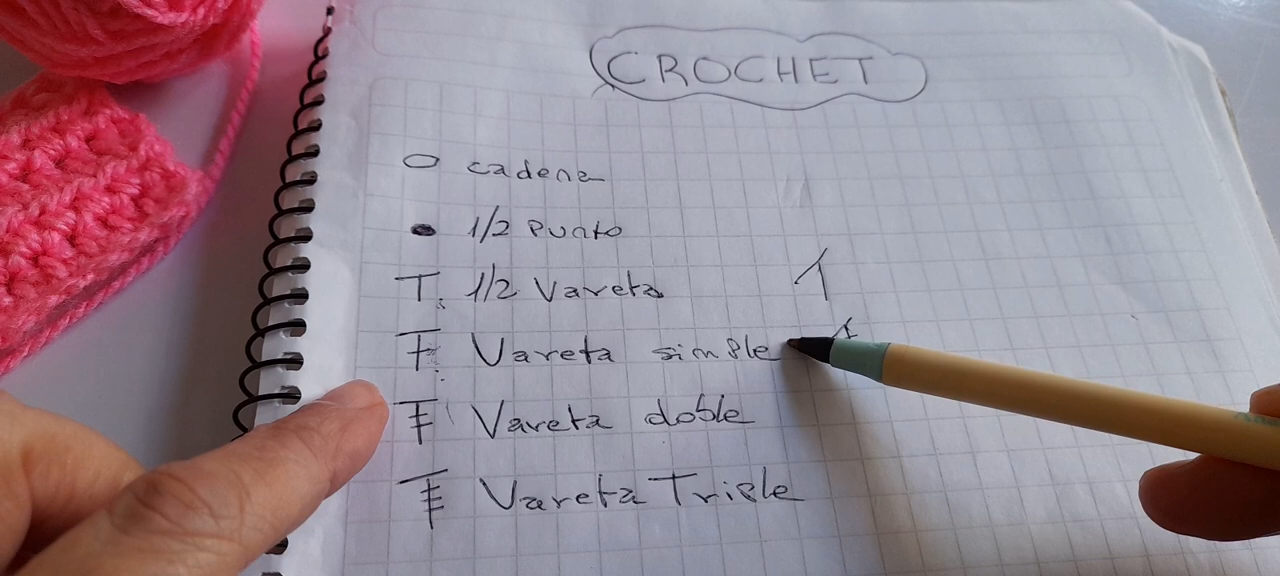 CROCHET
cadena
1/2 Punto
1/2 Vareta
Vareta simple
Vareta doble
Vareta Triple